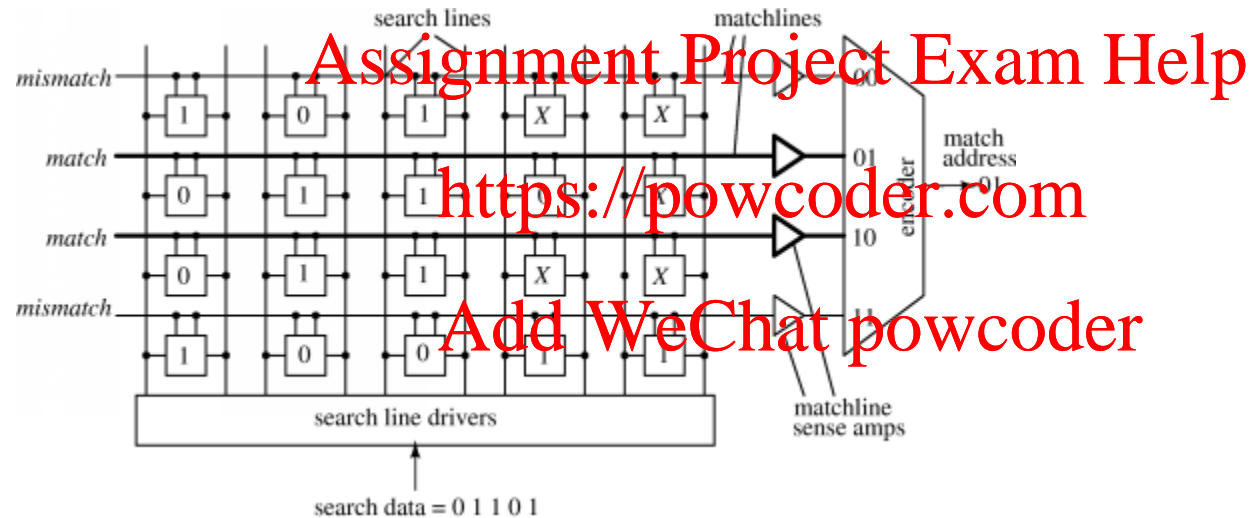 search lines matchlines
Assignment Project Exam Help
mismatch 00
1 0 1 X X
match 01
match address
0 1 1 0 X
01
https://powcoder.com
encoder
match 10
0 1 1 X X
mismatch 11
Add WeChat powcoder
1 0 0 1 1
search line drivers
matchline
sense amps
search data = 0 1 1 0 1